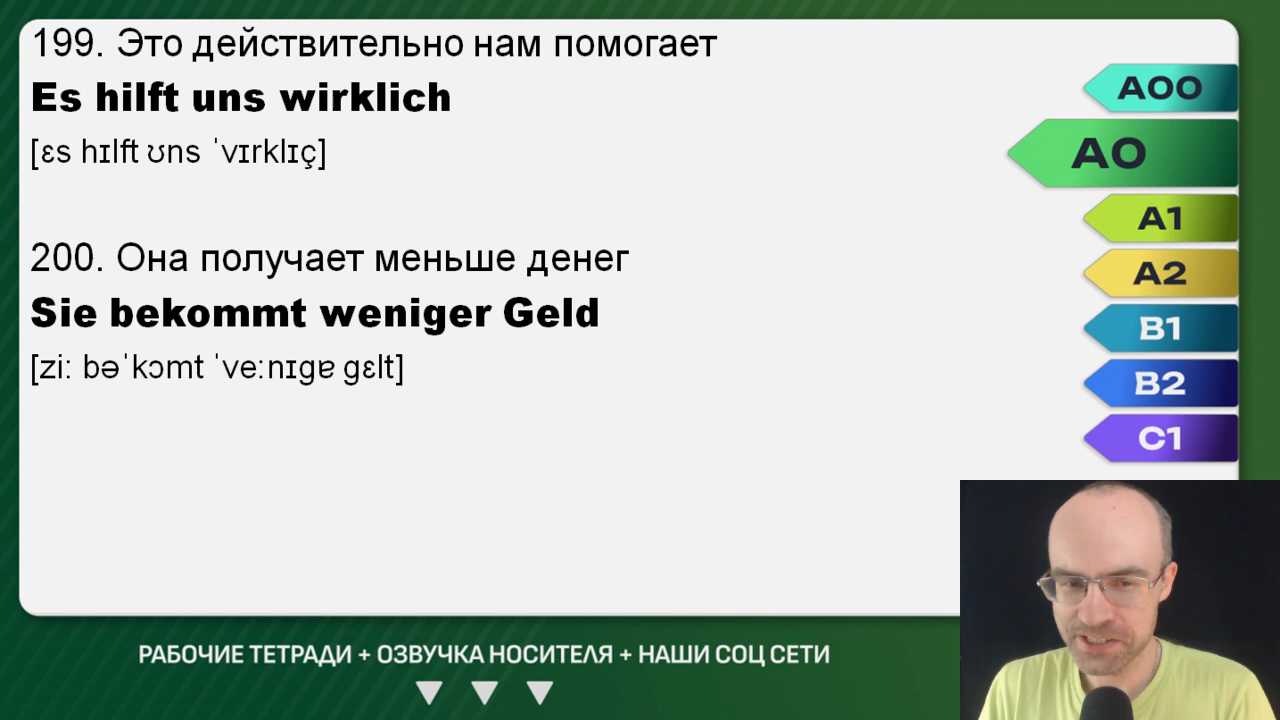 199. Это действительно нам помогает
Es hilft uns wirklich
[ɛs hɪlft ʊns ˈvɪrklɪç]
200. Она получает меньше денег
Sie bekommt weniger Geld
[ziː bəˈkɔmt ˈveːnɪgɐ gɛlt]
A00
A0
A1
A2
B1
B2
C1
РАБОЧИЕ ТЕТРАДИ + ОЗВУЧКА НОСИТЕЛЯ + НАШИ СОЦ СЕТИ